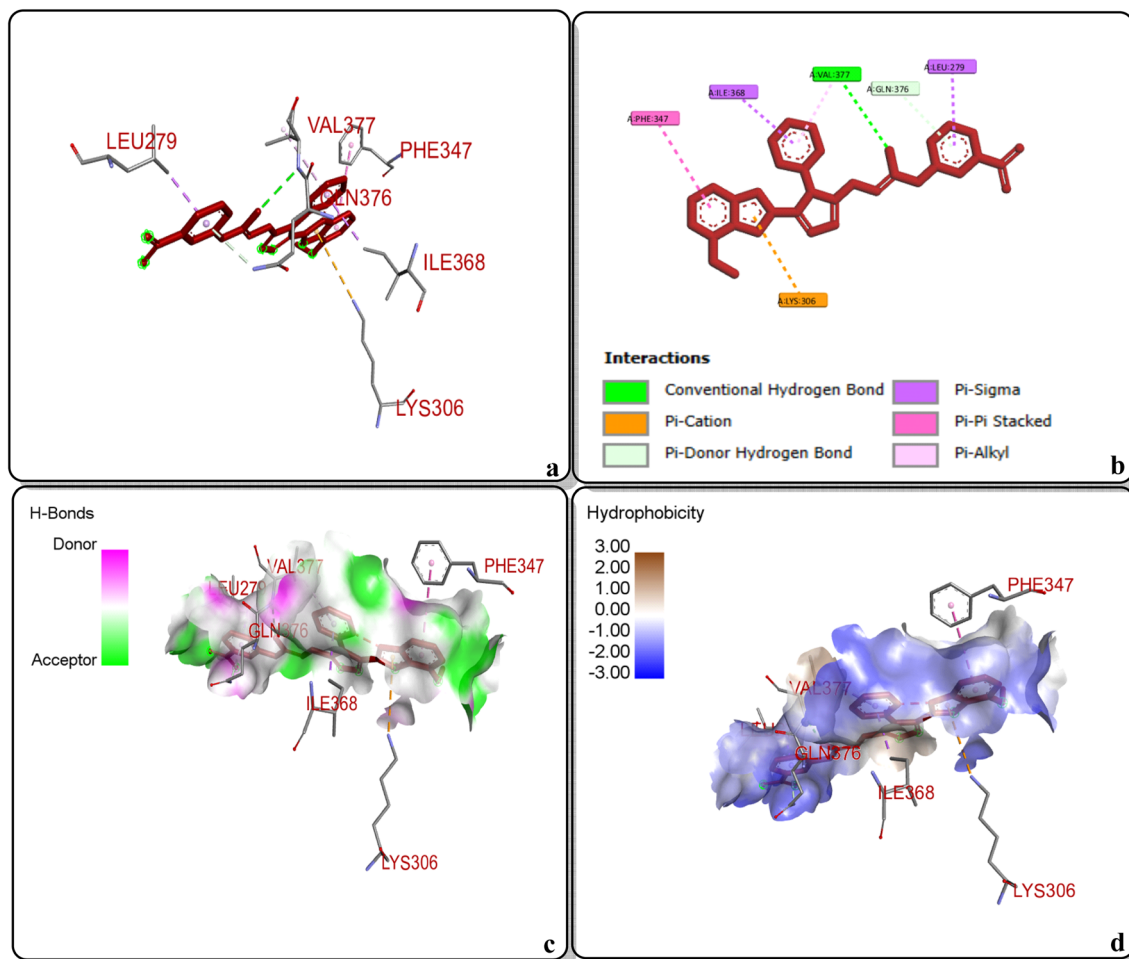 VAL377
LEU279
PHE347
GLN376
ILE368
LYS306
a
A:LEU:279
A:VAL:377
A:GLN:376
A:ILE:368
A:PHE:347
A:LYS:306
Interactions
Conventional Hydrogen Bond
Pi-Cation
Pi-Donor Hydrogen Bond
Pi-Sigma
Pi-Pi Stacked
Pi-Alkyl
b
H-Bonds
Donor
Acceptor
VAL377
PHE347
LEU279
GLN376
ILE368
LYS306
c
Hydrophobicity
3.00
2.00
1.00
0.00
-1.00
-2.00
-3.00
PHE347
VAL377
GLN376
ILE368
LYS306
d